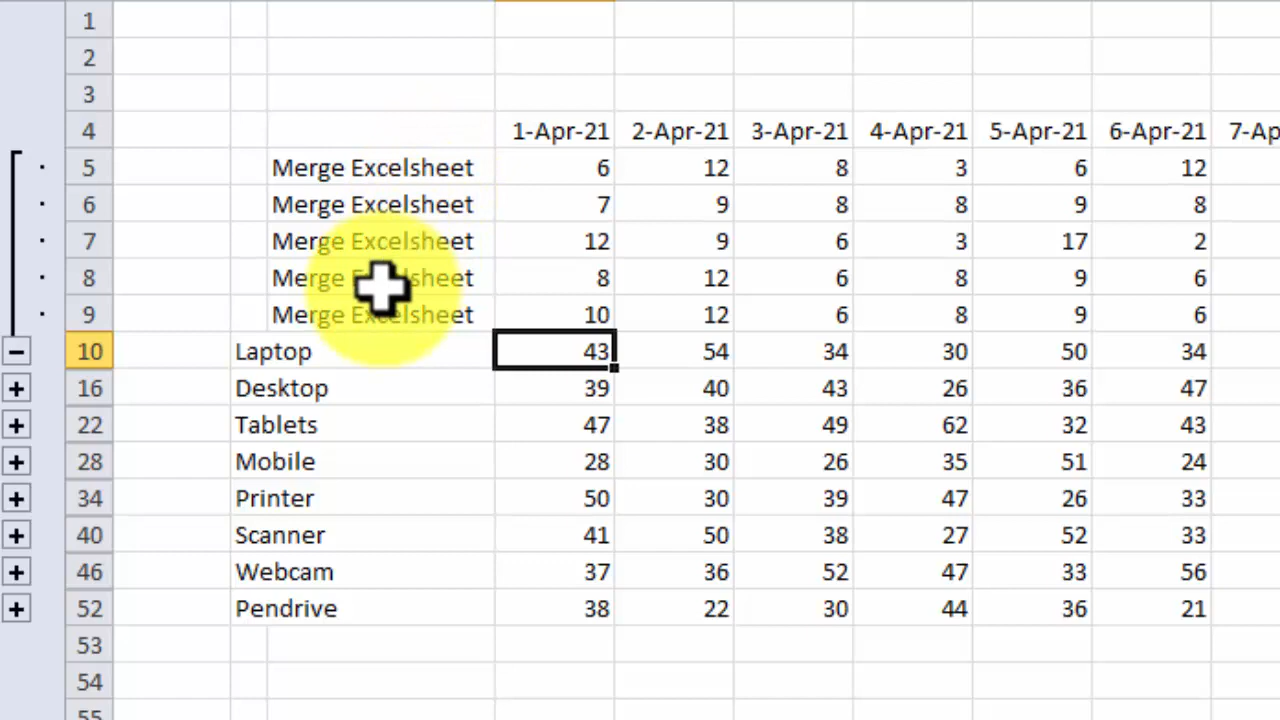 1
2
3
4 1-Apr-21 2-Apr-21 3-Apr-21 4-Apr-21 5-Apr-21 6-Apr-21 7-Ap
5 Merge Excelsheet 6 12 8 3 6 12
6 Merge Excelsheet 7 9 8 8 9 8
7 Merge Excelsheet 12 9 6 3 17 2
8 Merge Excelsheet 8 12 6 8 9 6
9 Merge Excelsheet 10 12 6 8 9 6
10 Laptop 43 54 34 30 50 34
16 Desktop 39 40 43 26 36 47
22 Tablets 47 38 49 62 32 43
28 Mobile 28 30 26 35 51 24
34 Printer 50 30 39 47 26 33
40 Scanner 41 50 38 27 52 33
46 Webcam 37 36 52 47 33 56
52 Pendrive 38 22 30 44 36 21
53
54
55